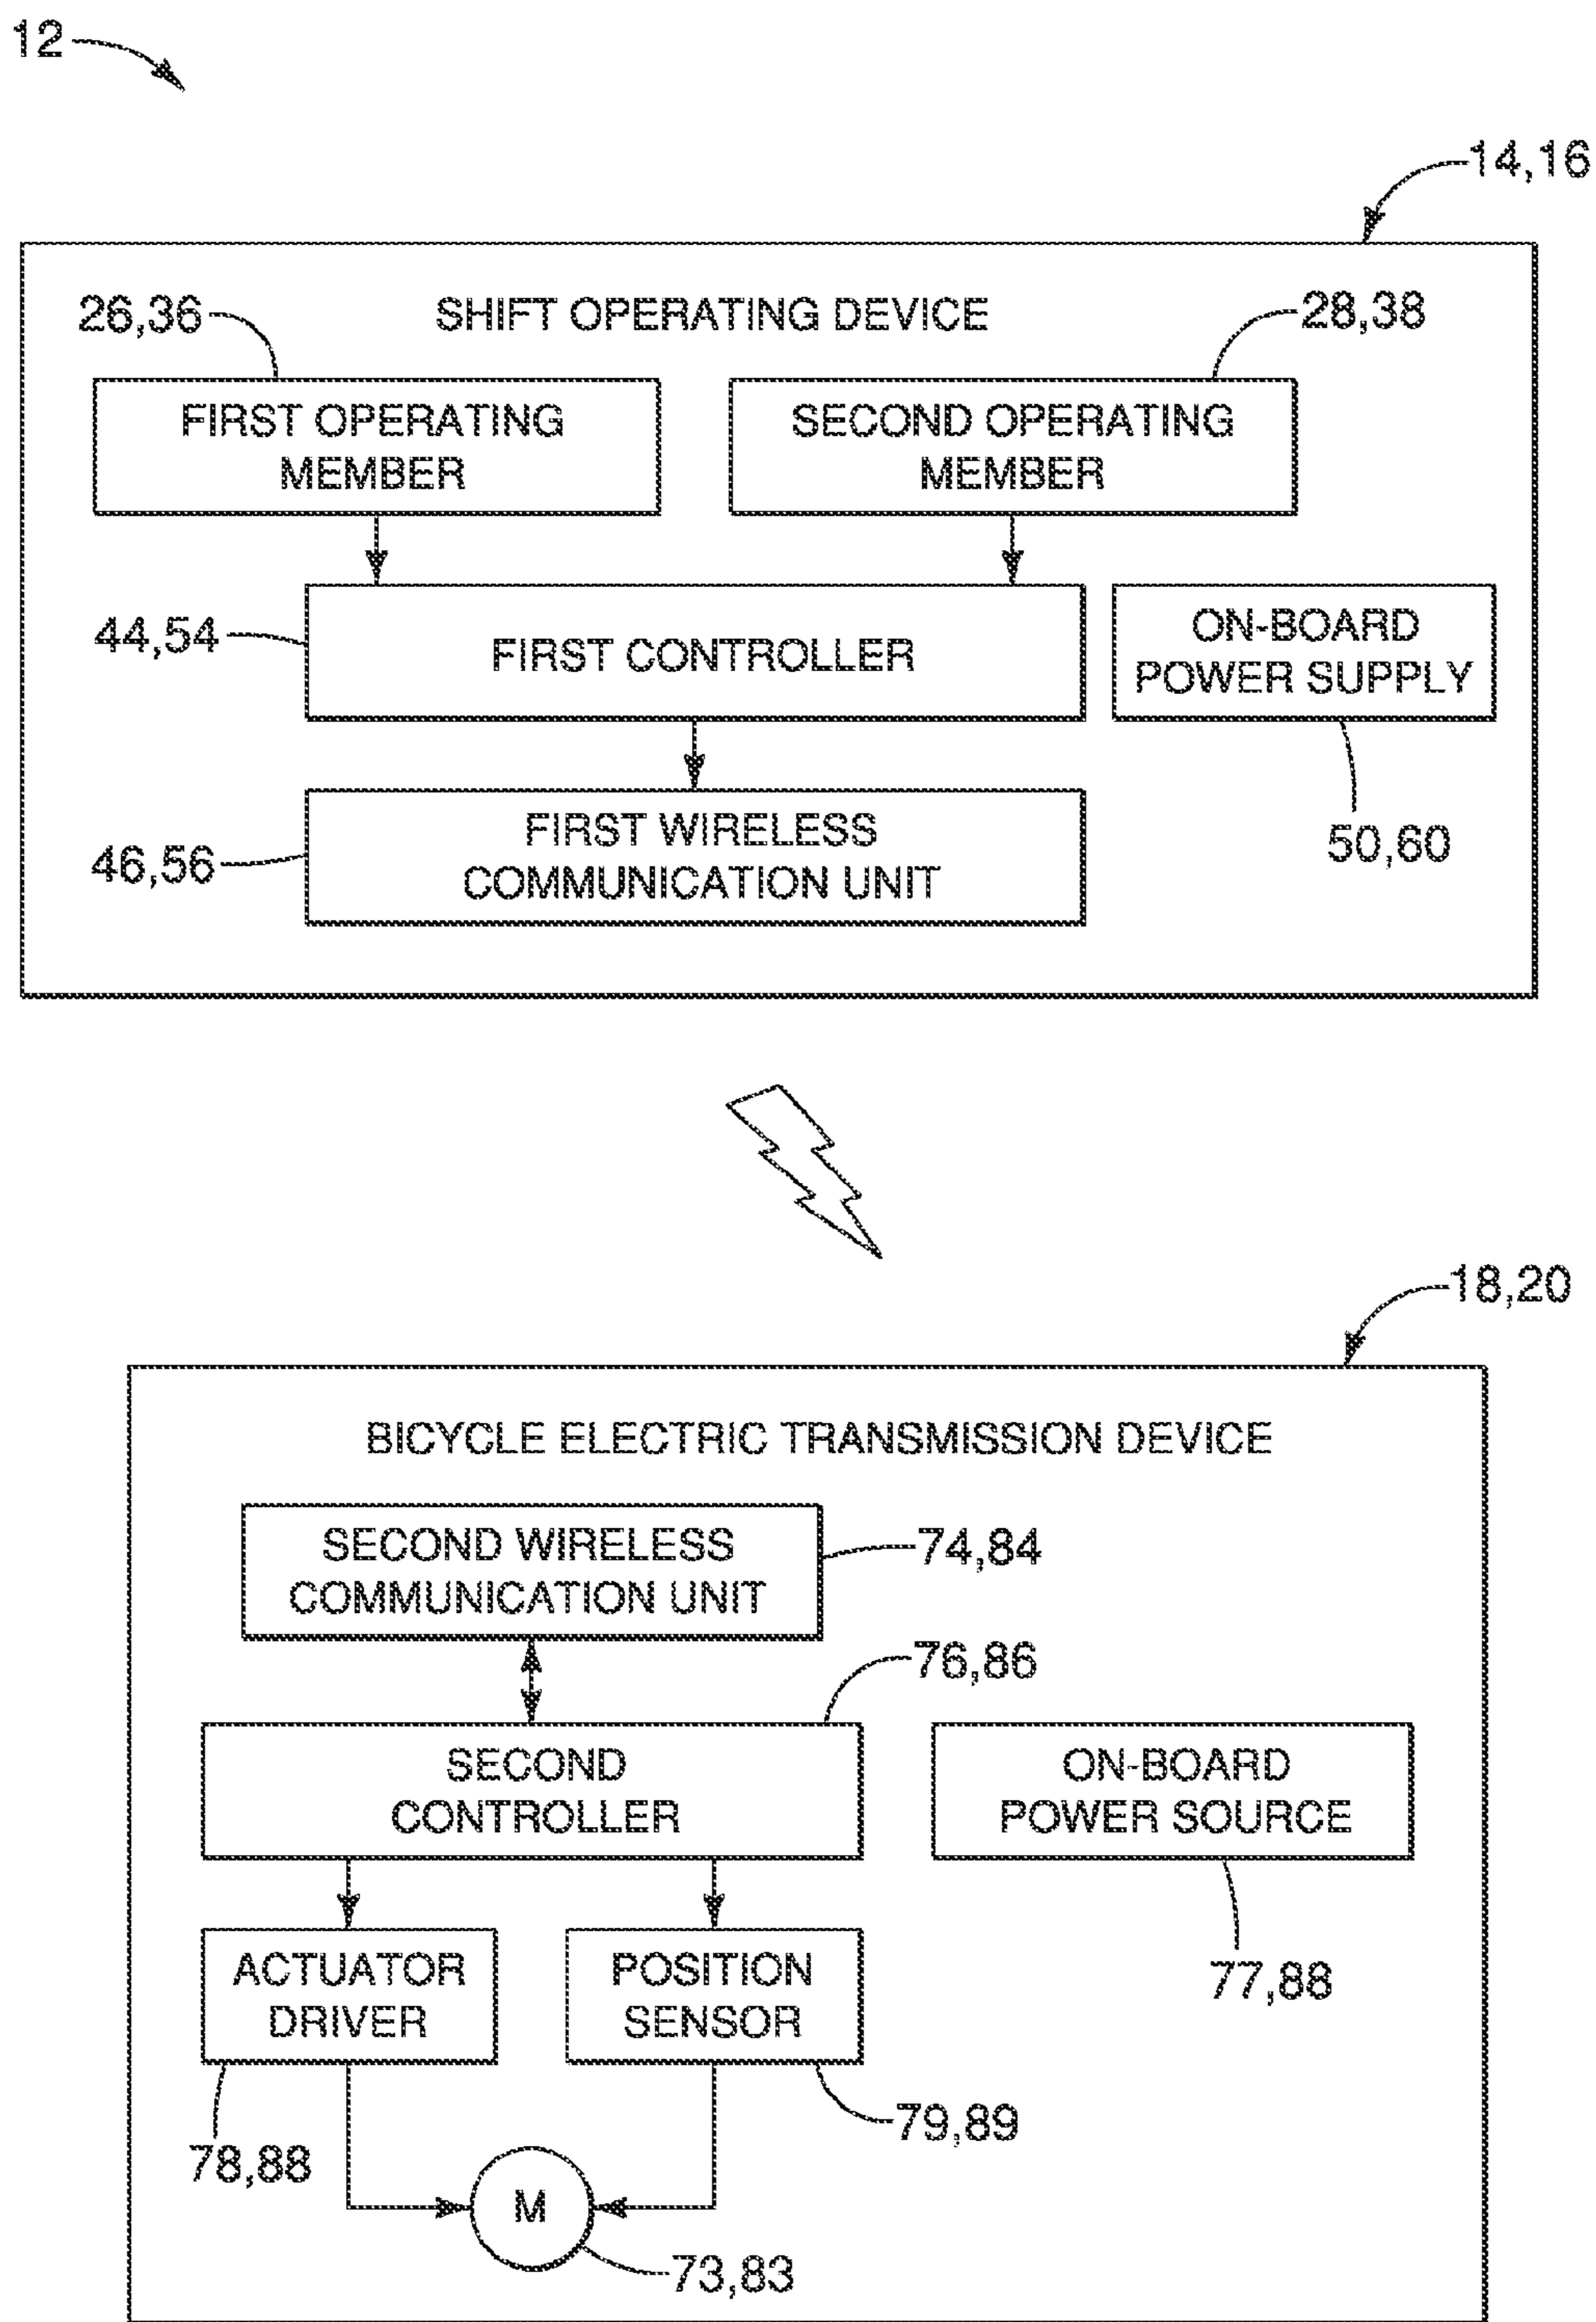 12
14,16
SHIFT OPERATING DEVICE
26,36
28,38
FIRST OPERATING
MEMBER
SECOND OPERATING
MEMBER
44,54
FIRST CONTROLLER
ON-BOARD
POWER SUPPLY
50,60
46,56
FIRST WIRELESS
COMMUNICATION UNIT
18,20
BICYCLE ELECTRIC TRANSMISSION DEVICE
SECOND WIRELESS
COMMUNICATION UNIT
74,84
76,86
SECOND
CONTROLLER
ON-BOARD
POWER SOURCE
77,88
ACTUATOR
DRIVER
POSITION
SENSOR
78,88
79,89
M
73,83